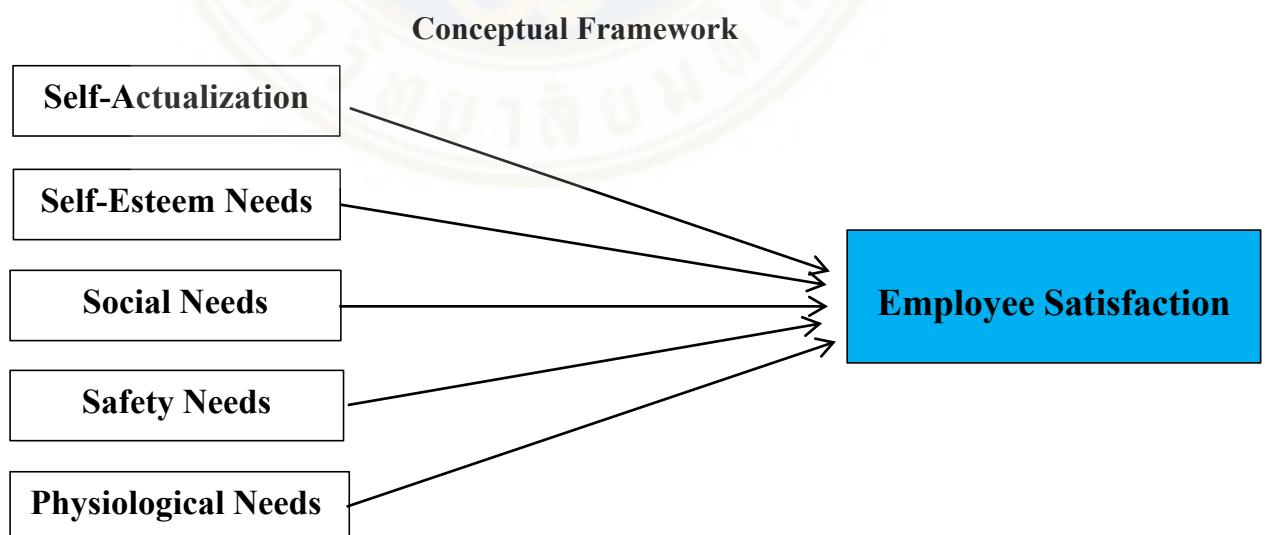 Conceptual Framework
Self-Actualization
Self-Esteem Needs
Social Needs
Employee Satisfaction
Safety Needs
Physiological Needs